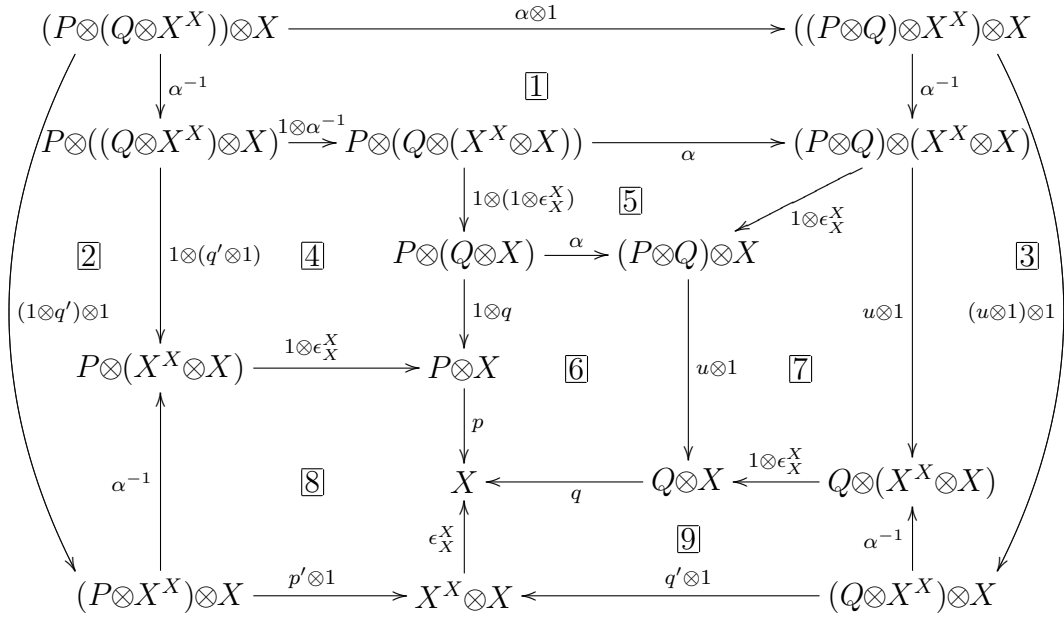 (P⊗(Q⊗X^X))⊗X α⊗1 ((P⊗Q)⊗X^X)⊗X
α^{-1} 1 α^{-1}
P⊗((Q⊗X^X)⊗X) 1⊗α^{-1} P⊗(Q⊗(X^X⊗X)) α (P⊗Q)⊗(X^X⊗X)
1⊗(1⊗ϵ_X^X) 5 1⊗ϵ_X^X
2 1⊗(q′⊗1) 4 P⊗(Q⊗X) α (P⊗Q)⊗X 3
(1⊗q′)⊗1 1⊗q u⊗1 (u⊗1)⊗1
P⊗(X^X⊗X) 1⊗ϵ_X^X P⊗X 6 u⊗1 7
p
α^{-1} 8 X q Q⊗X 1⊗ϵ_X^X Q⊗(X^X⊗X)
ϵ_X^X 9 α^{-1}
(P⊗X^X)⊗X p′⊗1 X^X⊗X q′⊗1 (Q⊗X^X)⊗X